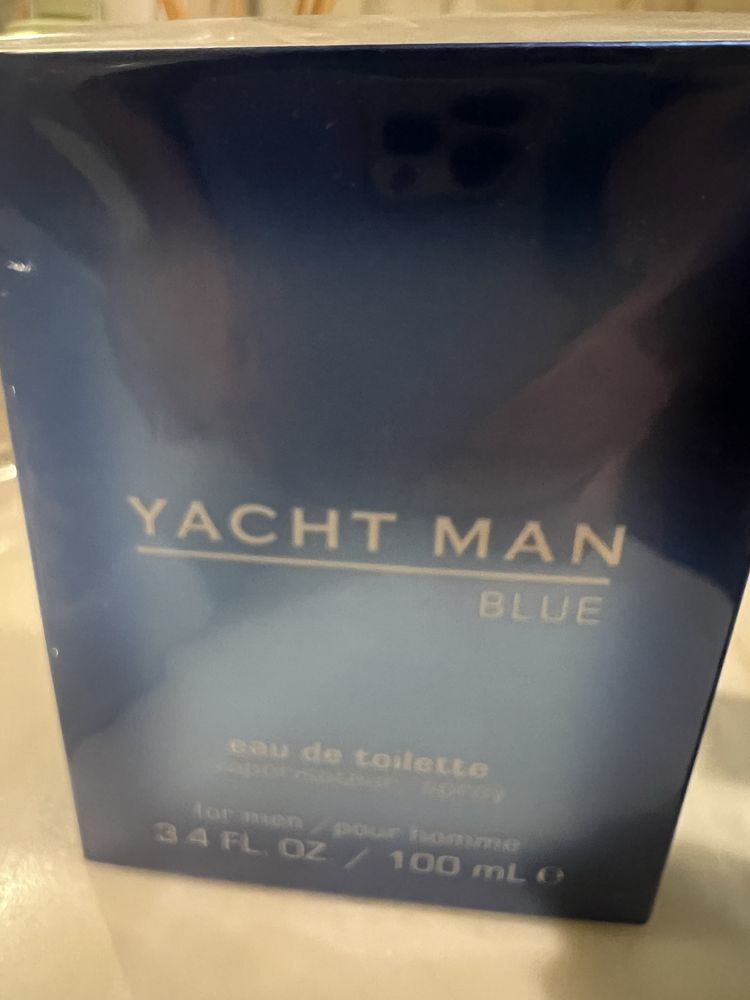 YACHT MAN
BLUE
eau de toilette
vaporisateur / spray
for men / pour homme
3.4 FL. OZ. / 100 mL ℮